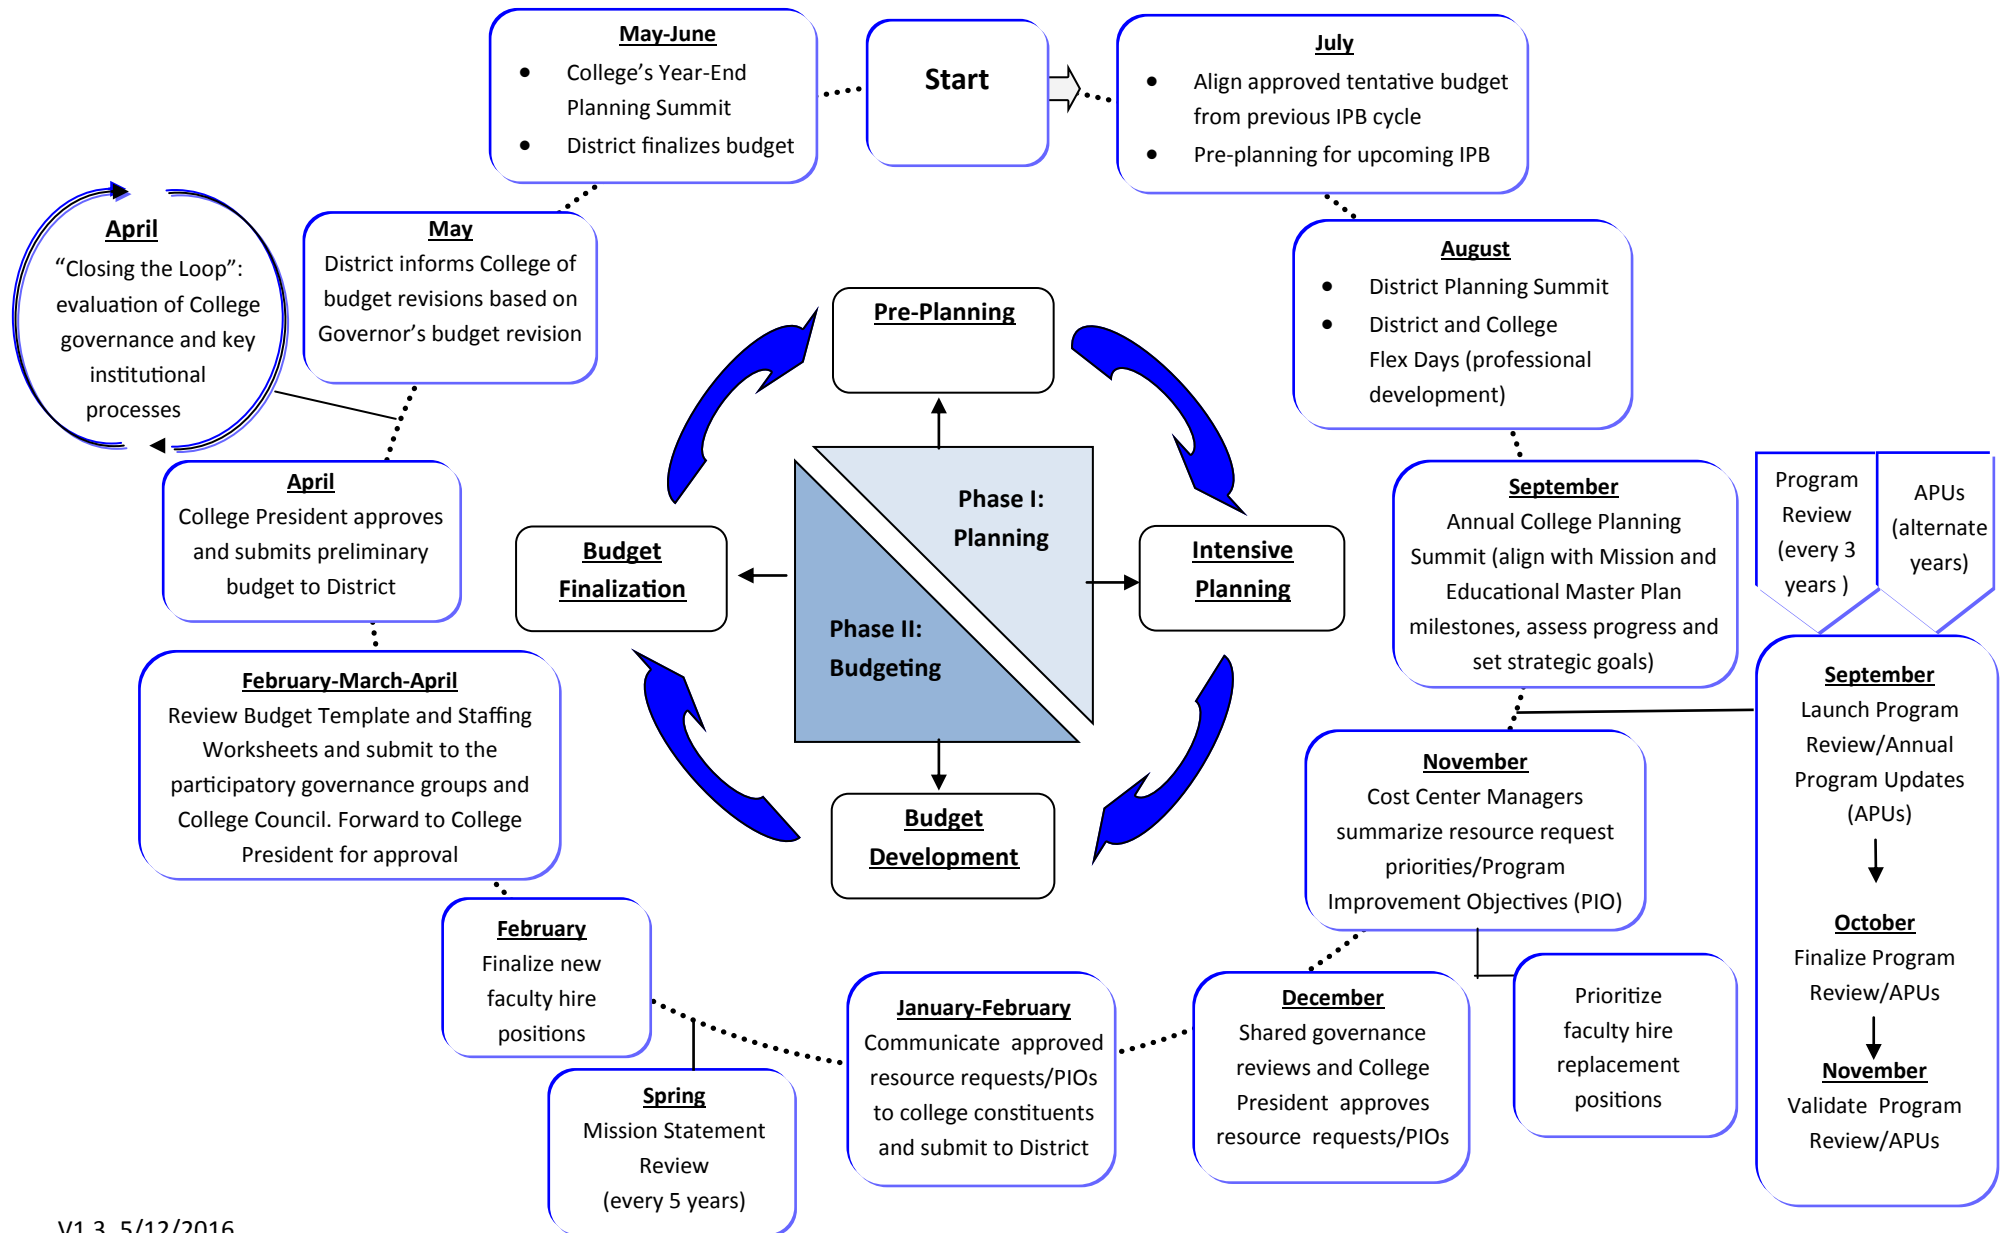 Start
July
● Align approved tentative budget
from previous IPB cycle
● Pre-planning for upcoming IPB
August
● District Planning Summit
● District and College
Flex Days (professional
development)
September
Annual College Planning
Summit (align with Mission and
Educational Master Plan
milestones, assess progress and
set strategic goals)
Program
Review
(every 3
years )
APUs
(alternate
years)
September
Launch Program
Review/Annual
Program Updates
(APUs)
October
Finalize Program
Review/APUs
November
Validate Program
Review/APUs
November
Cost Center Managers
summarize resource request
priorities/Program
Improvement Objectives (PIO)
Prioritize
faculty hire
replacement
positions
December
Shared governance
reviews and College
President approves
resource requests/PIOs
January-February
Communicate approved
resource requests/PIOs
to college constituents
and submit to District
Spring
Mission Statement
Review
(every 5 years)
February
Finalize new
faculty hire
positions
February-March-April
Review Budget Template and Staffing
Worksheets and submit to the
participatory governance groups and
College Council. Forward to College
President for approval
April
College President approves
and submits preliminary
budget to District
April
“Closing the Loop”:
evaluation of College
governance and key
institutional
processes
May
District informs College of
budget revisions based on
Governor’s budget revision
May-June
● College’s Year-End
Planning Summit
● District finalizes budget
Pre-Planning
Intensive
Planning
Budget
Development
Budget
Finalization
Phase I:
Planning
Phase II:
Budgeting
V1.3 5/12/2016